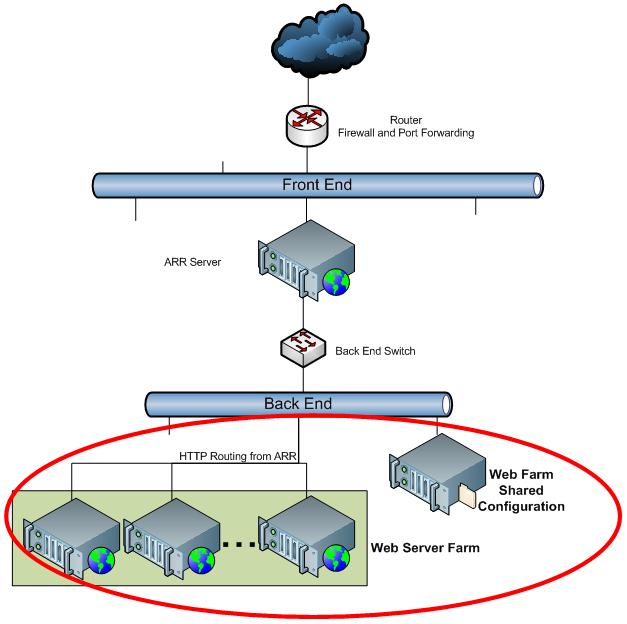 Router
Firewall and Port Forwarding
Front End
ARR Server
Back End Switch
Back End
HTTP Routing from ARR
Web Farm
Shared
Configuration
Web Server Farm